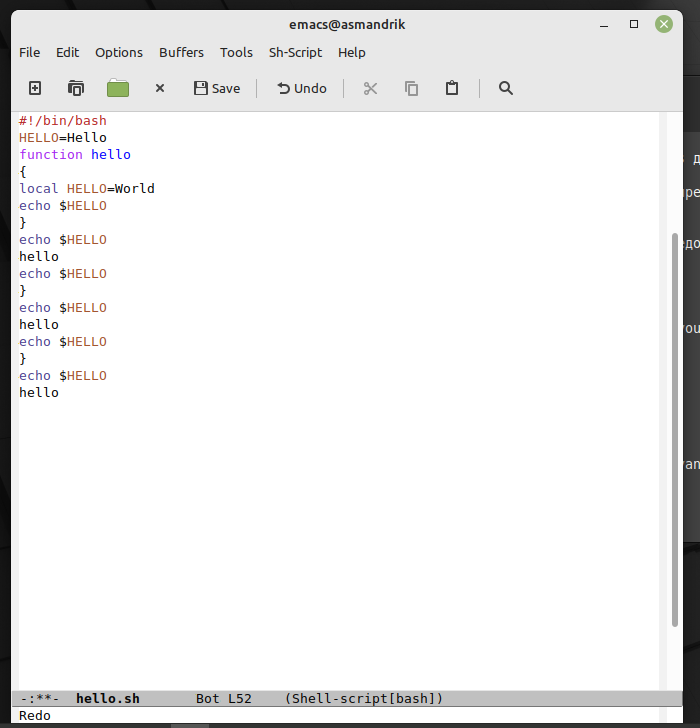 emacs@asmandrik
File Edit Options Buffers Tools Sh-Script Help
Save Undo
#!/bin/bash
HELLO=Hello
function hello
{
local HELLO=World
echo $HELLO
}
echo $HELLO
hello
echo $HELLO
}
echo $HELLO
hello
echo $HELLO
}
echo $HELLO
hello
-:**- hello.sh Bot L52 (Shell-script[bash])
Redo